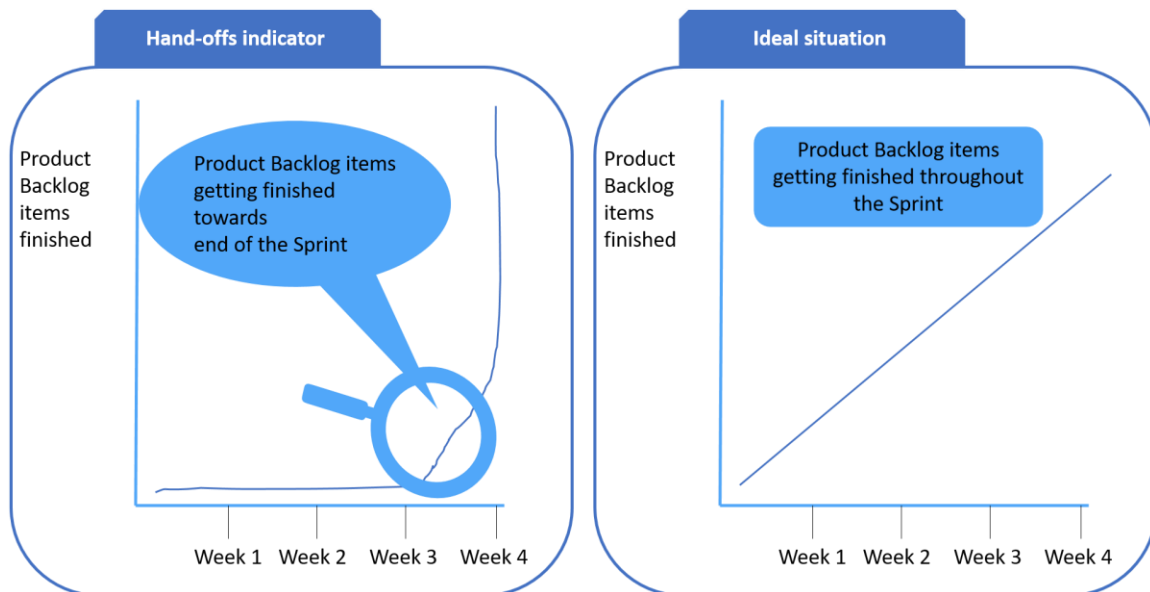 Hand-offs indicator
Product
Backlog
items
finished
Product Backlog items
getting finished
towards
end of the Sprint
Week 1
Week 2
Week 3
Week 4
Ideal situation
Product
Backlog
items
finished
Product Backlog items
getting finished throughout
the Sprint
Week 1
Week 2
Week 3
Week 4